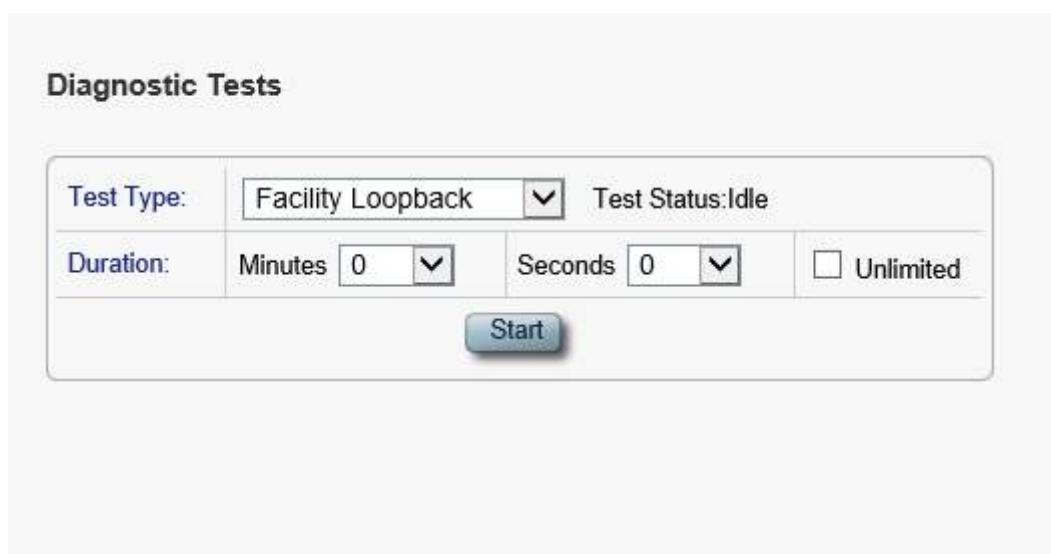 Diagnostic Tests
Test Type: Facility Loopback Test Status:Idle
Duration: Minutes 0 Seconds 0 Unlimited
Start